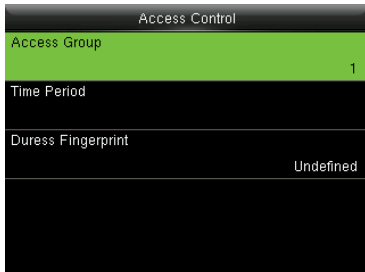 Access Control
Access Group
1
Time Period
Duress Fingerprint
Undefined